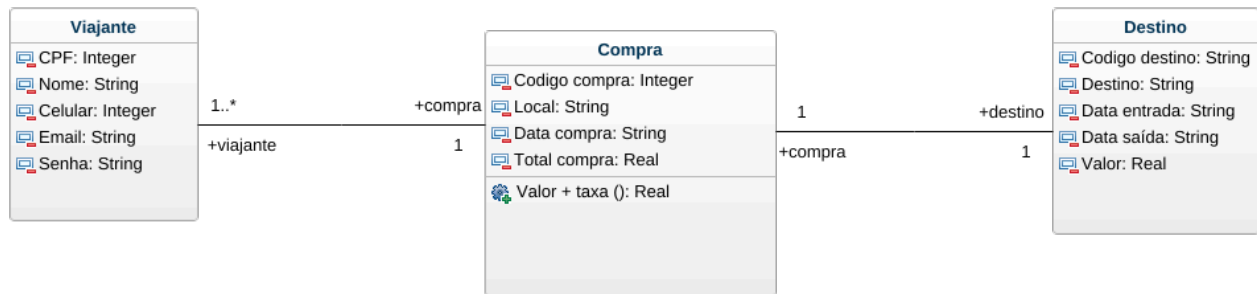 Viajante
CPF: Integer
Nome: String
Celular: Integer
Email: String
Senha: String
1..*
+viajante
+compra
1
Compra
Codigo compra: Integer
Local: String
Data compra: String
Total compra: Real
Valor + taxa (): Real
1
+compra
+destino
1
Destino
Codigo destino: String
Destino: String
Data entrada: String
Data saída: String
Valor: Real